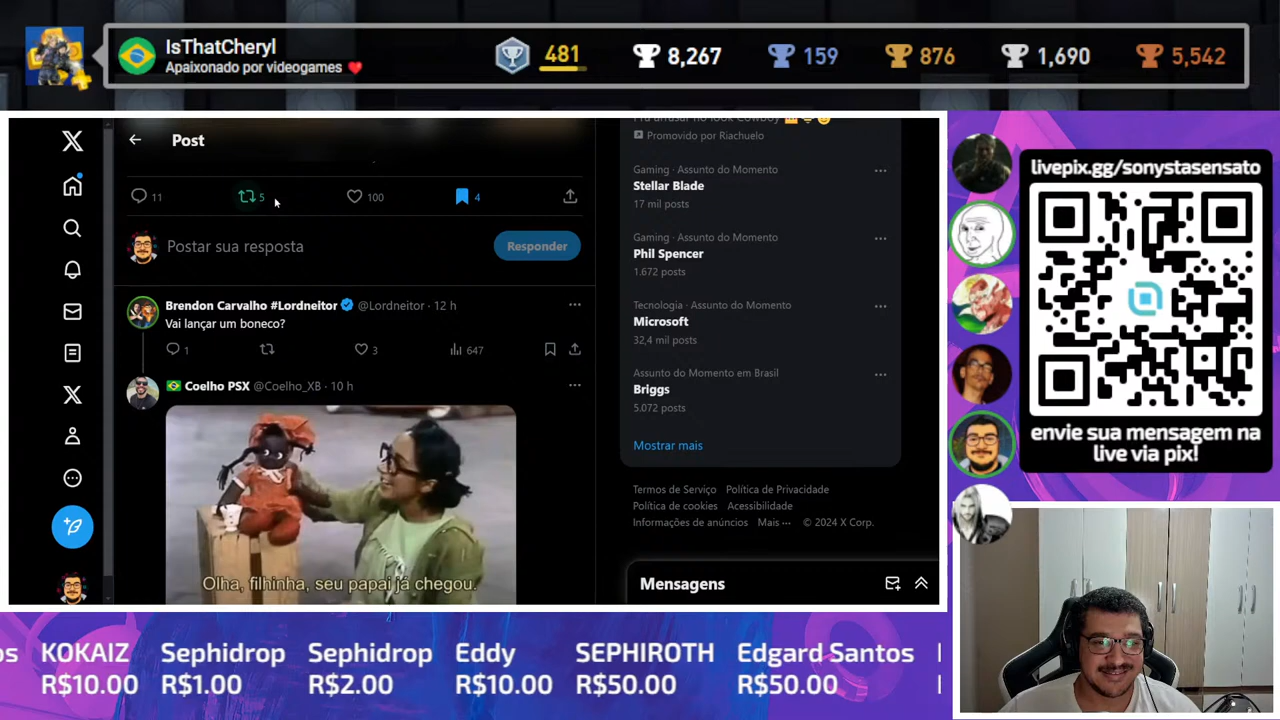 IsThatCheryl
Apaixonado por videogames ❤️
481
8,267
159
876
1,690
5,542
Post
11
5
100
4
Postar sua resposta
Responder
Brendon Carvalho #Lordneitor @Lordneitor · 12 h
Vai lançar um boneco?
1
3
647
Coelho PSX @Coelho_XB · 10 h
Olha, filhinha, seu papai já chegou.
Promovido por Riachuelo
Gaming · Assunto do Momento
Stellar Blade
17 mil posts
Gaming · Assunto do Momento
Phil Spencer
1.672 posts
Tecnologia · Assunto do Momento
Microsoft
32,4 mil posts
Assunto do Momento em Brasil
Briggs
5.072 posts
Mostrar mais
Termos de Serviço Política de Privacidade
Política de cookies Acessibilidade
Informações de anúncios Mais ··· © 2024 X Corp.
Mensagens
livepix.gg/sonystasensato
envie sua mensagem na
live via pix!
os KOKAIZ Sephidrop Sephidrop Eddy SEPHIROTH Edgard Santos
R$10.00 R$1.00 R$2.00 R$10.00 R$50.00 R$50.00